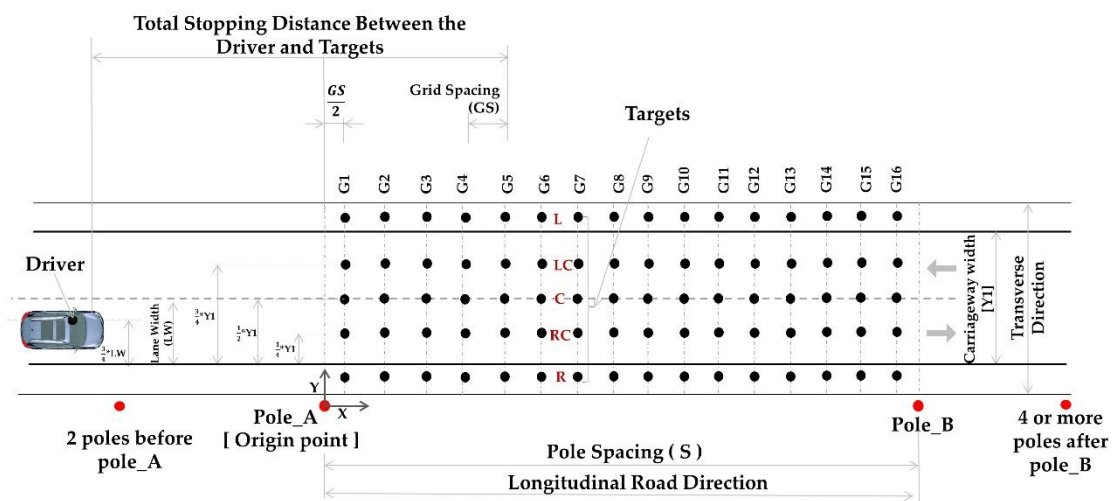 Total Stopping Distance Between the
Driver and Targets
GS
2
Grid Spacing
(GS)
Targets
G1
G2
G3
G4
G5
G6
G7
G8
G9
G10
G11
G12
G13
G14
G15
G16
L
LC
C
RC
R
Driver
3/4*LW
Lane Width
(LW)
3/4*Y1
1/2*Y1
1/4*Y1
Carriageway width
[Y1]
Transverse
Direction
Y
X
2 poles before
pole_A
Pole_A
[ Origin point ]
Pole_B
4 or more
poles after
pole_B
Pole Spacing ( S )
Longitudinal Road Direction